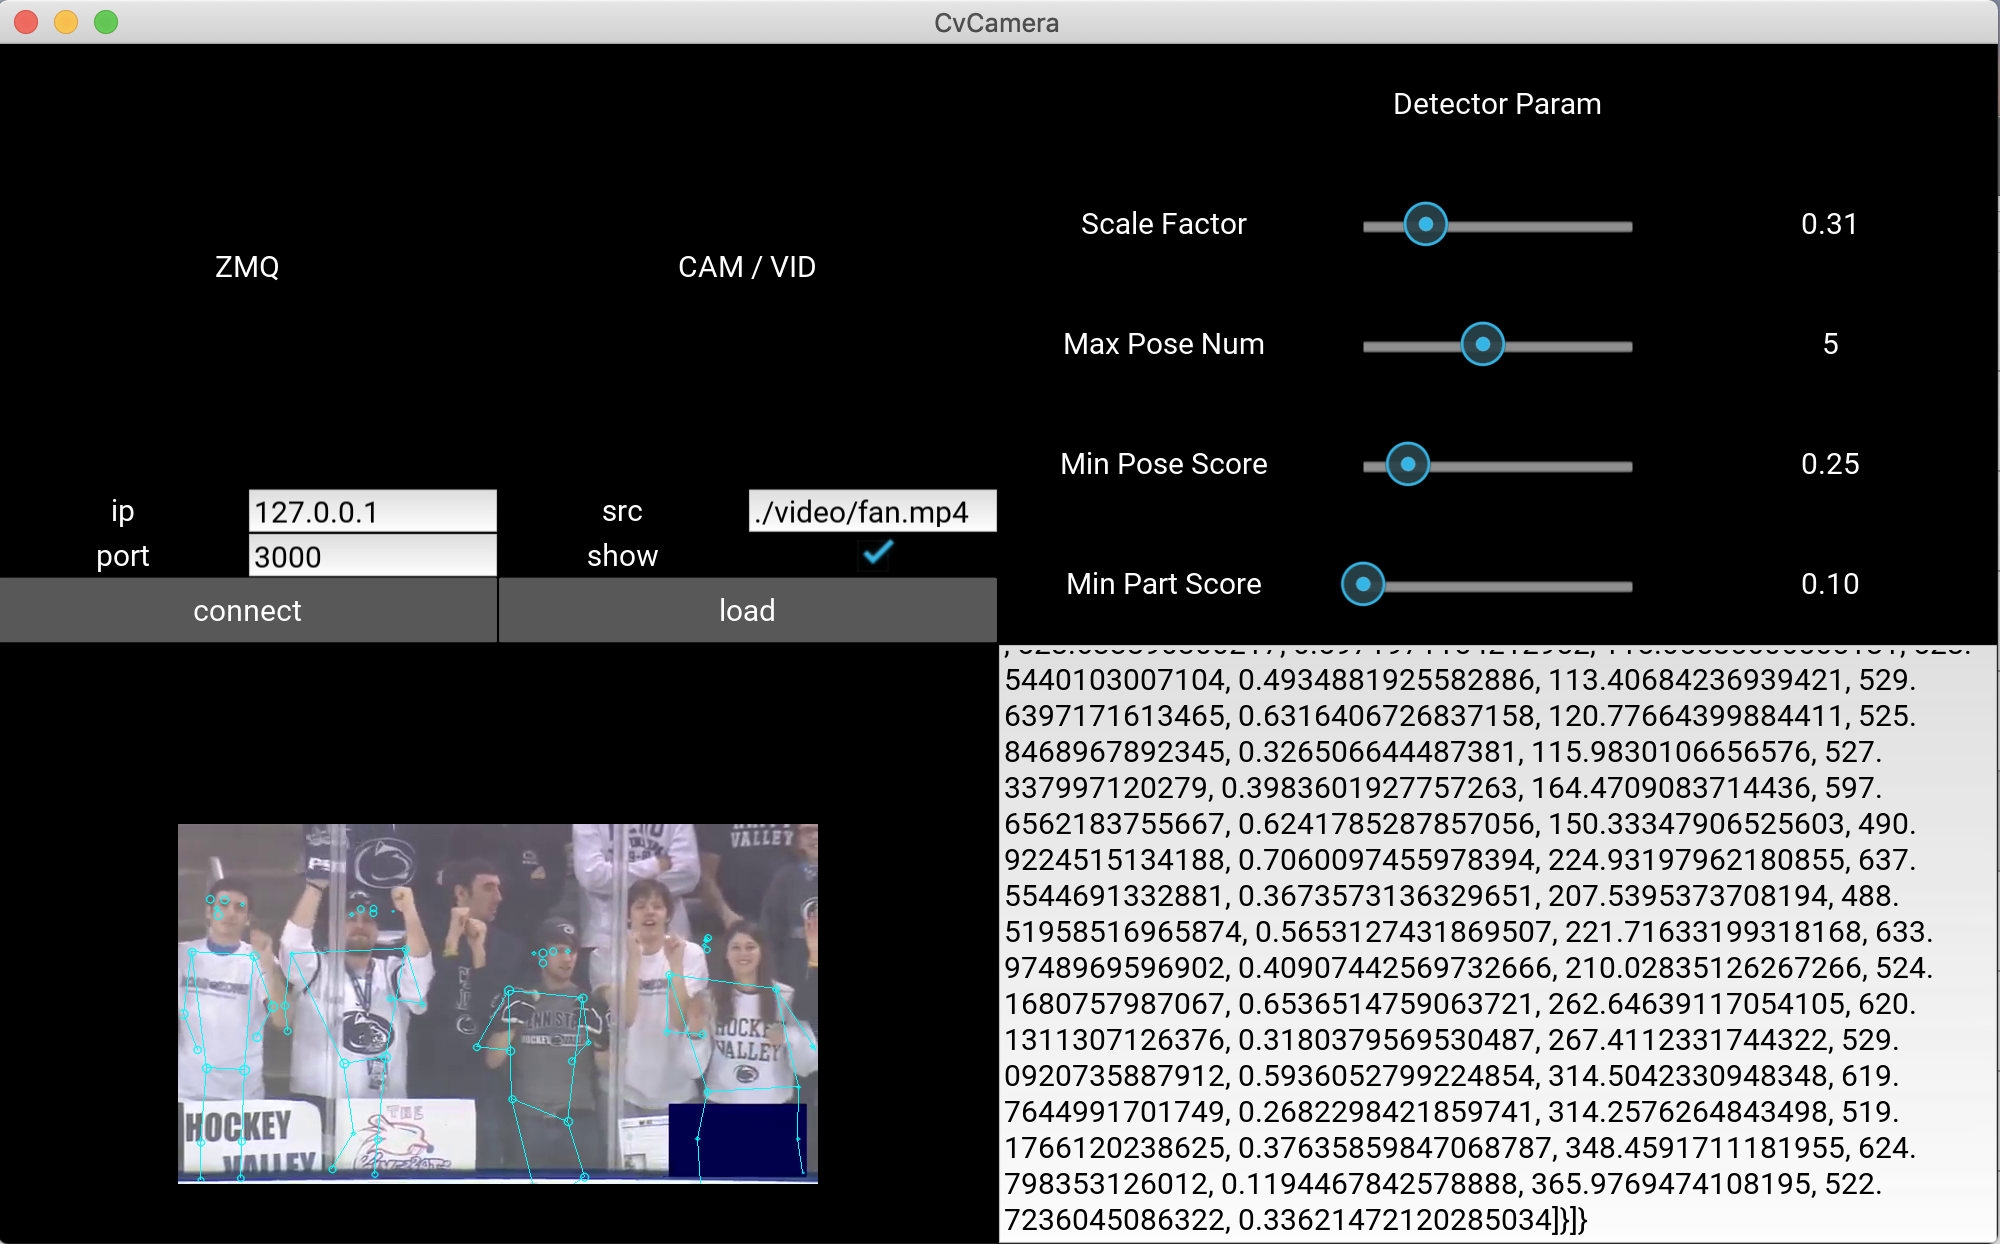 CvCamera
Detector Param
Scale Factor 0.31
ZMQ CAM / VID
Max Pose Num 5
Min Pose Score 0.25
ip 127.0.0.1 src ./video/fan.mp4
port 3000 show
Min Part Score 0.10
connect load
5440103007104, 0.4934881925582886, 113.40684236939421, 529.
6397171613465, 0.6316406726837158, 120.77664399884411, 525.
8468967892345, 0.326506644487381, 115.9830106656576, 527.
337997120279, 0.3983601927757263, 164.4709083714436, 597.
6562183755667, 0.6241785287857056, 150.33347906525603, 490.
9224515134188, 0.7060097455978394, 224.93197962180855, 637.
5544691332881, 0.3673573136329651, 207.5395373708194, 488.
51958516965874, 0.5653127431869507, 221.71633199318168, 633.
9748969596902, 0.40907442569732666, 210.02835126267266, 524.
1680757987067, 0.6536514759063721, 262.64639117054105, 620.
1311307126376, 0.3180379569530487, 267.4112331744322, 529.
0920735887912, 0.5936052799224854, 314.50423309483​48, 619.
7644991701749, 0.2682298421859741, 314.2576264843498, 519.
1766120238625, 0.376358598470687​87, 348.4591711181955, 624.
798353126012, 0.1194467842578888, 365.9769474108195, 522.
7236045086322, 0.33621472120285034]}]}
VALLEY
PENN STATE
HOCKEY
HOCKEY
VALLEY
HOCKEY
VALLEY
THE